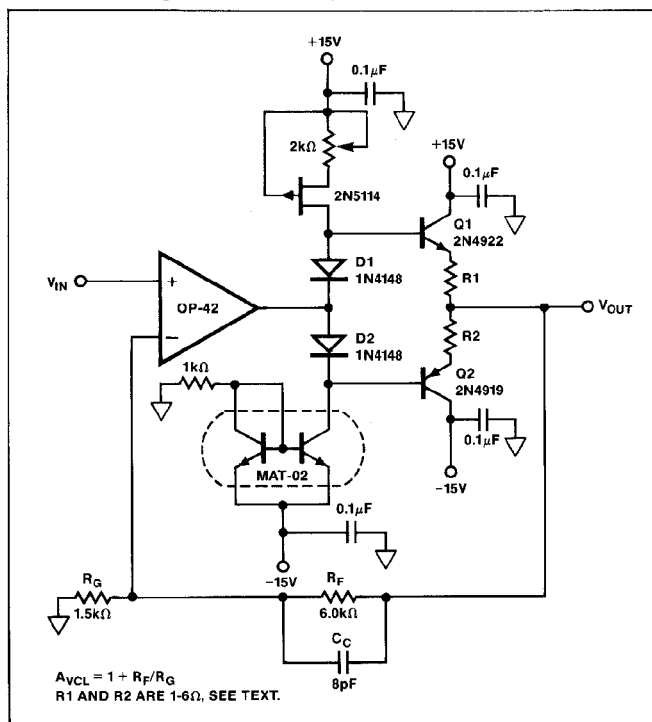 +15V
0.1µF
2kΩ
2N5114
+15V
0.1µF
Q1
2N4922
D1
1N4148
R1
VIN
+
OP-42
−
VOUT
D2
1N4148
R2
1kΩ
Q2
2N4919
0.1µF
MAT-02
−15V
0.1µF
−15V
RG
1.5kΩ
RF
6.0kΩ
CC
8pF
AVCL = 1 + RF/RG
R1 AND R2 ARE 1-6Ω, SEE TEXT.